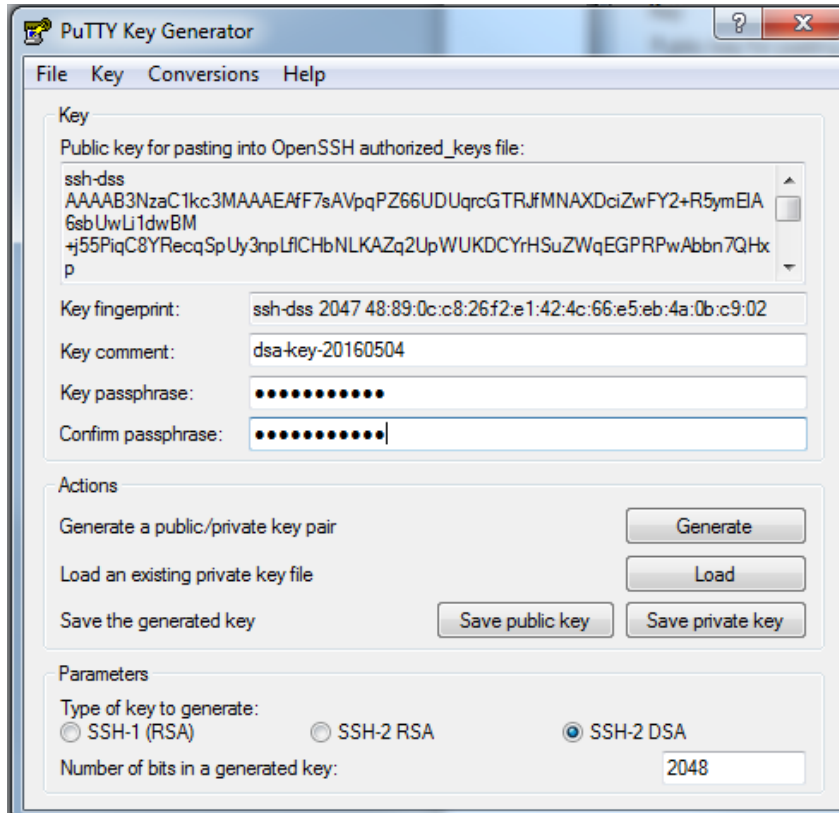 PuTTY Key Generator
File Key Conversions Help
Key
Public key for pasting into OpenSSH authorized_keys file:
ssh-dss
AAAAB3NzaC1kc3MAAAEAfF7sAVpqPZ66UDUqrcGTRJfMNAXDciZwFY2+R5ymElA
6sbUwLi1dwBM
+j55PiqC8YRecqSpUy3npLflCHbNLKAZq2UpWUKDCYrHSuZWqEGPRPwAbbn7QHx
p
Key fingerprint: ssh-dss 2047 48:89:0c:c8:26:f2:e1:42:4c:66:e5:eb:4a:0b:c9:02
Key comment: dsa-key-20160504
Key passphrase: ●●●●●●●●●●●
Confirm passphrase: ●●●●●●●●●●●
Actions
Generate a public/private key pair Generate
Load an existing private key file Load
Save the generated key Save public key Save private key
Parameters
Type of key to generate:
SSH-1 (RSA) SSH-2 RSA SSH-2 DSA
Number of bits in a generated key: 2048